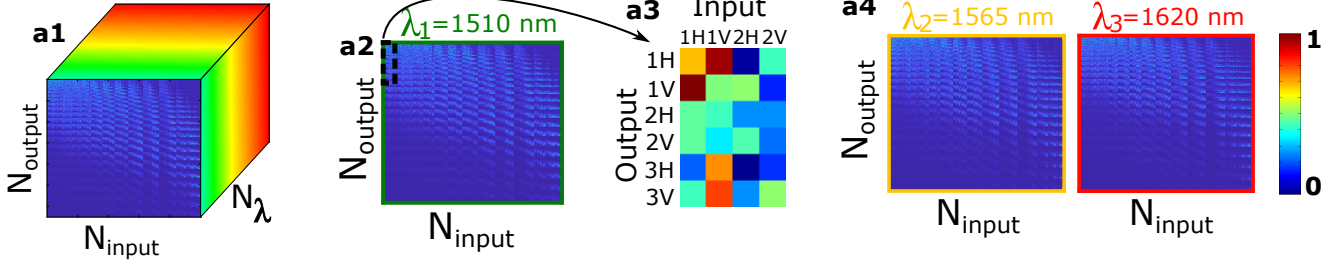 a1
N_output
N_input
N_λ
a2
λ_1=1510 nm
N_output
N_input
a3
Input
1H 1V 2H 2V
Output
1H
1V
2H
2V
3H
3V
a4
λ_2=1565 nm
λ_3=1620 nm
N_output
N_input
N_input
1
0